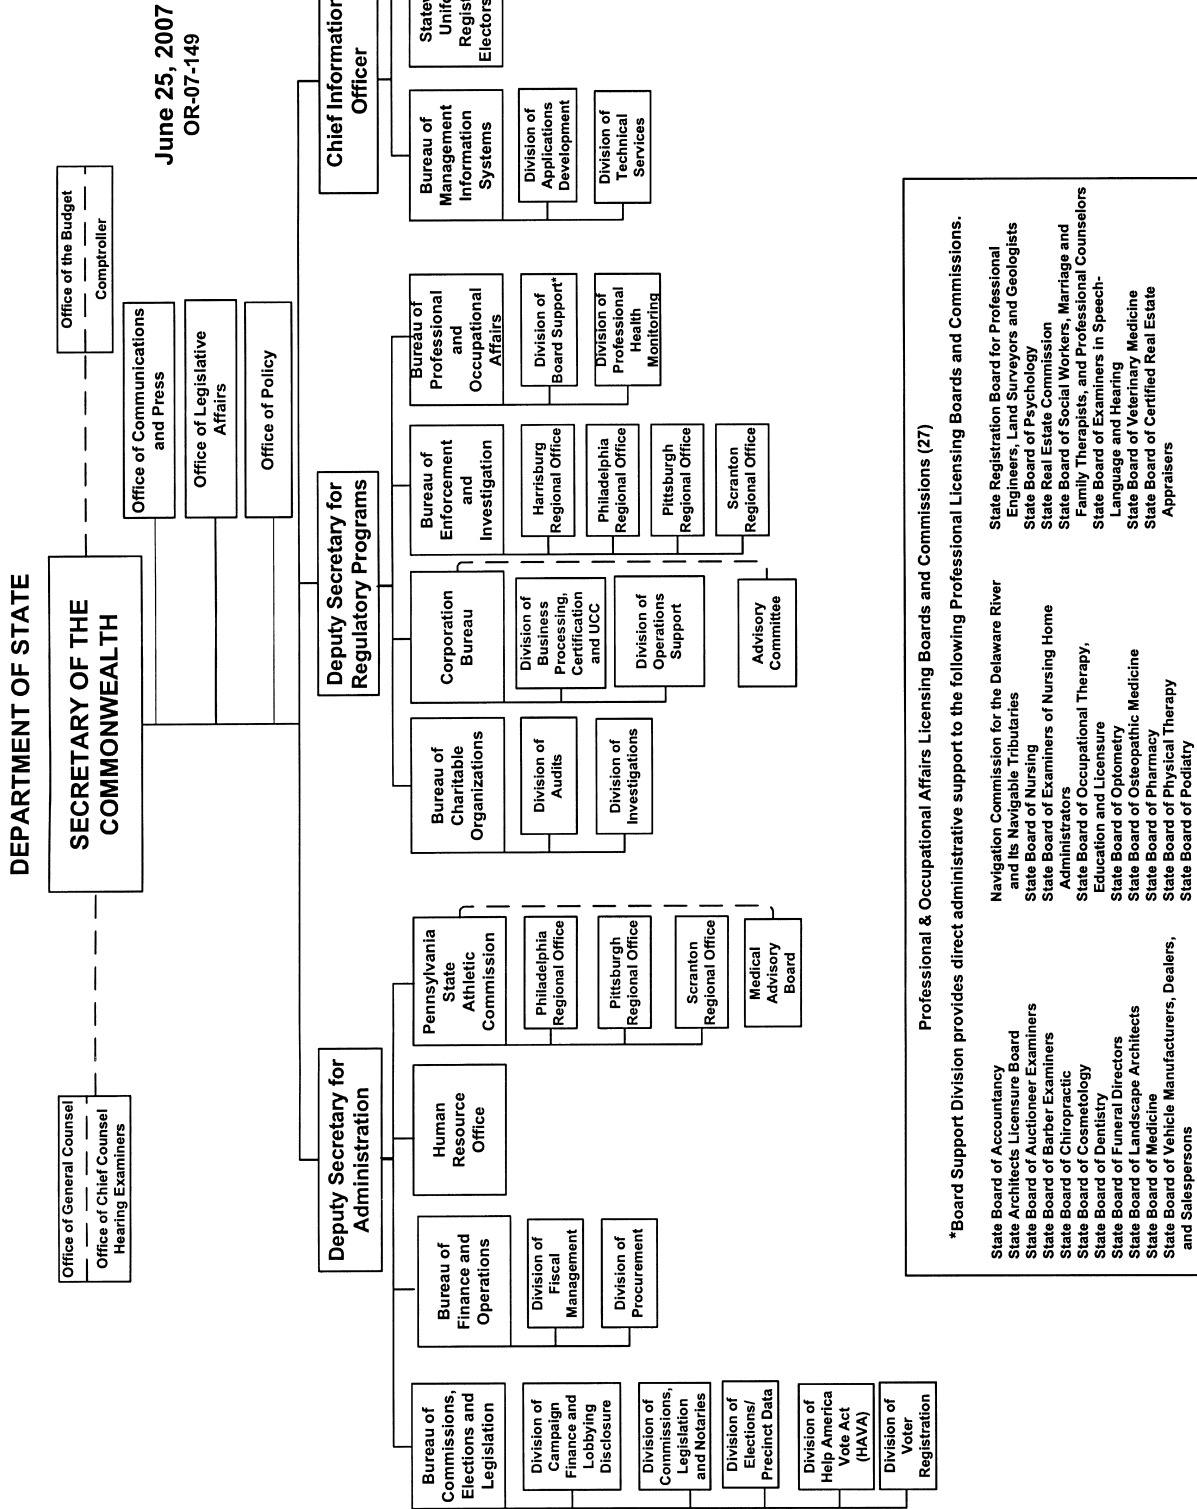 DEPARTMENT OF STATE
June 25, 2007
OR-07-149
SECRETARY OF THE
COMMONWEALTH
Office of General Counsel
Office of Chief Counsel
Hearing Examiners
Office of the Budget
Comptroller
Office of Communications
and Press
Office of Legislative
Affairs
Office of Policy
Deputy Secretary for
Administration
Deputy Secretary for
Regulatory Programs
Chief Information
Officer
Bureau of
Commissions,
Elections and
Legislation
Division of
Campaign
Finance and
Lobbying
Disclosure
Division of
Commissions,
Legislation
and Notaries
Division of
Elections/
Precinct Data
Division of
Help America
Vote Act
(HAVA)
Division of
Voter
Registration
Bureau of
Finance and
Operations
Division of
Fiscal
Management
Division of
Procurement
Human
Resource
Office
Pennsylvania
State
Athletic
Commission
Philadelphia
Regional Office
Pittsburgh
Regional Office
Scranton
Regional Office
Medical
Advisory
Board
Bureau of
Charitable
Organizations
Division of
Audits
Division of
Investigations
Corporation
Bureau
Division of
Business
Processing,
Certification
and UCC
Division of
Operations
Support
Advisory
Committee
Bureau of
Enforcement
and
Investigation
Harrisburg
Regional Office
Philadelphia
Regional Office
Pittsburgh
Regional Office
Scranton
Regional Office
Bureau of
Professional
and
Occupational
Affairs
Division of
Board Support*
Division of
Professional
Health
Monitoring
Bureau of
Management
Information
Systems
Division of
Applications
Development
Division of
Technical
Services
Electors
Professional & Occupational Affairs Licensing Boards and Commissions (27)
*Board Support Division provides direct administrative support to the following Professional Licensing Boards and Commissions.
State Board of Accountancy
State Architects Licensure Board
State Board of Auctioneer Examiners
State Board of Barber Examiners
State Board of Chiropractic
State Board of Cosmetology
State Board of Dentistry
State Board of Funeral Directors
State Board of Landscape Architects
State Board of Medicine
State Board of Vehicle Manufacturers, Dealers,
and Salespersons
Navigation Commission for the Delaware River
and Its Navigable Tributaries
State Board of Nursing
State Board of Examiners of Nursing Home
Administrators
State Board of Occupational Therapy,
Education and Licensure
State Board of Optometry
State Board of Osteopathic Medicine
State Board of Pharmacy
State Board of Physical Therapy
State Board of Podiatry
State Registration Board for Professional
Engineers, Land Surveyors and Geologists
State Board of Psychology
State Real Estate Commission
State Board of Social Workers, Marriage and
Family Therapists, and Professional Counselors
State Board of Examiners in Speech-
Language and Hearing
State Board of Veterinary Medicine
State Board of Certified Real Estate
Appraisers